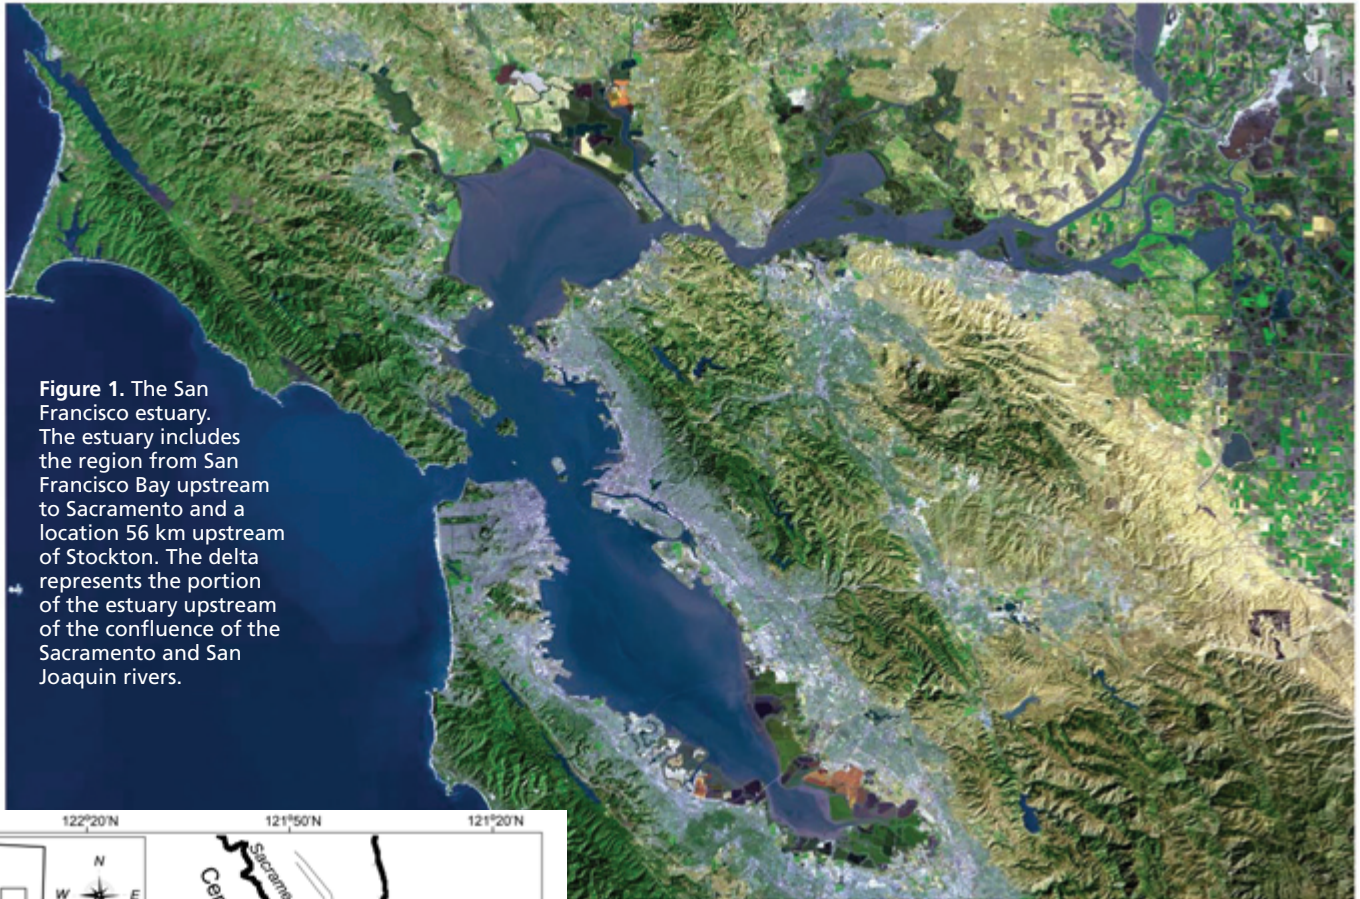 Figure 1. The San
Francisco estuary.
The estuary includes
the region from San
Francisco Bay upstream
to Sacramento and a
location 56 km upstream
of Stockton. The delta
represents the portion
of the estuary upstream
of the confluence of the
Sacramento and San
Joaquin rivers.
122°20'N 121°50'N 121°20'N
N
W E